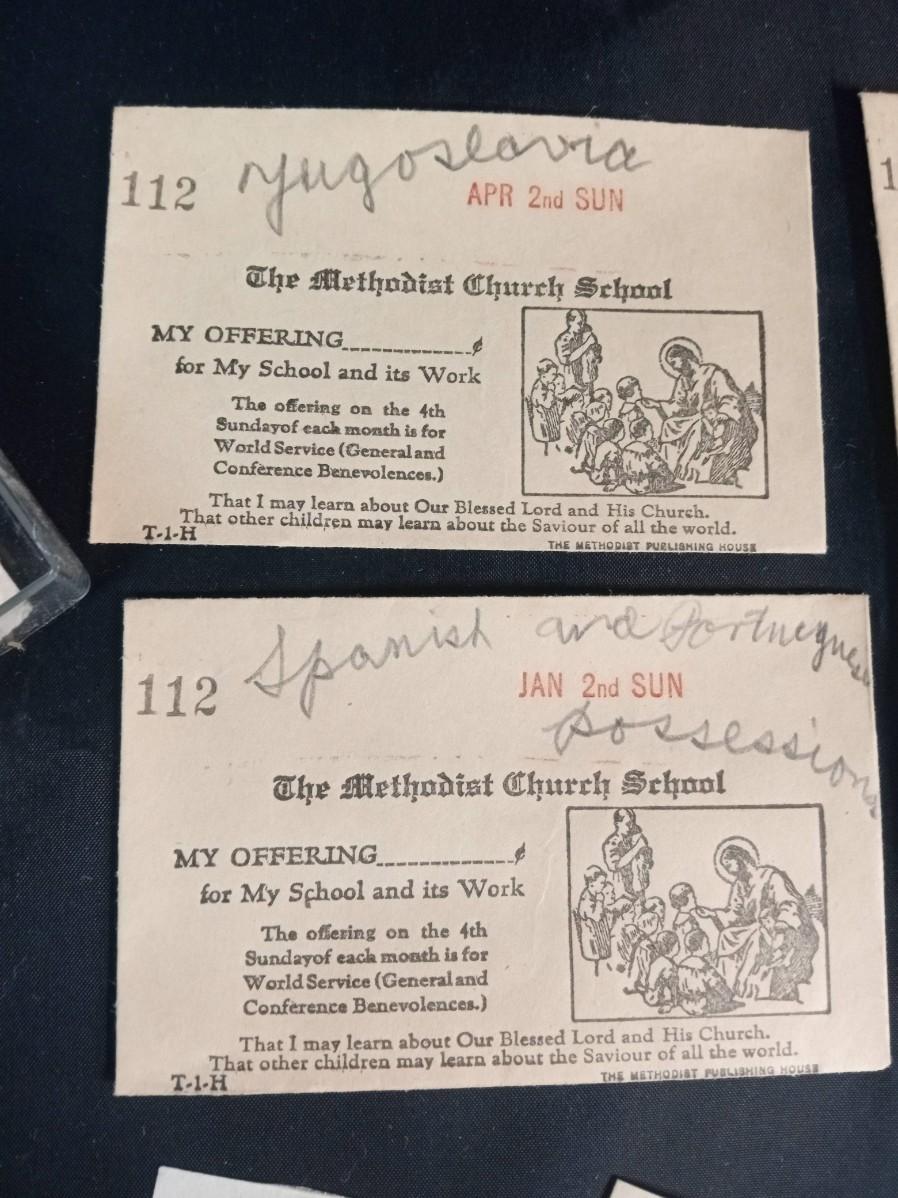 Yugoslavia
112
APR 2nd SUN
The Methodist Church School
MY OFFERING____________¢
for My School and its Work
The offering on the 4th
Sundayof each month is for
World Service (General and
Conference Benevolences.)
That I may learn about Our Blessed Lord and His Church.
That other children may learn about the Saviour of all the world.
T-1-H
THE METHODIST PUBLISHING HOUSE
1
Spanish and Portuegnese
112
JAN 2nd SUN
possessions
The Methodist Church School
MY OFFERING______________¢
for My School and its Work
The offering on the 4th
Sundayof each month is for
World Service (General and
Conference Benevolences.)
That I may learn about Our Blessed Lord and His Church.
That other children may learn about the Saviour of all the world.
T-1-H
THE METHODIST PUBLISHING HOUSE